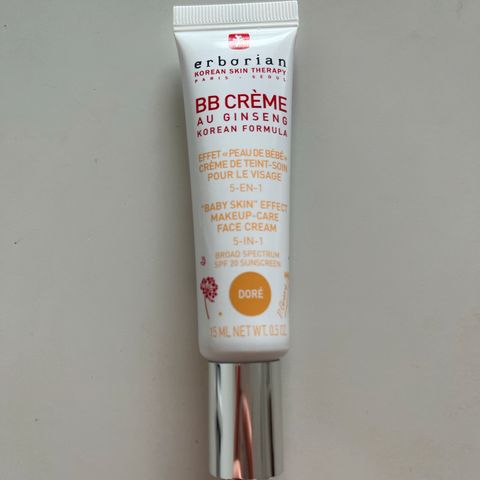 erborian
KOREAN SKIN THERAPY
PARIS - SEOUL
BB CRÈME
AU GINSENG
KOREAN FORMULA
EFFET «PEAU DE BÉBÉ»
CRÈME DE TEINT-SOIN
POUR LE VISAGE
5-EN-1
"BABY SKIN" EFFECT
MAKEUP-CARE
FACE CREAM
5-IN-1
BROAD SPECTRUM
SPF 20 SUNSCREEN
DORÉ
15 ML NET WT. 0.5 OZ.